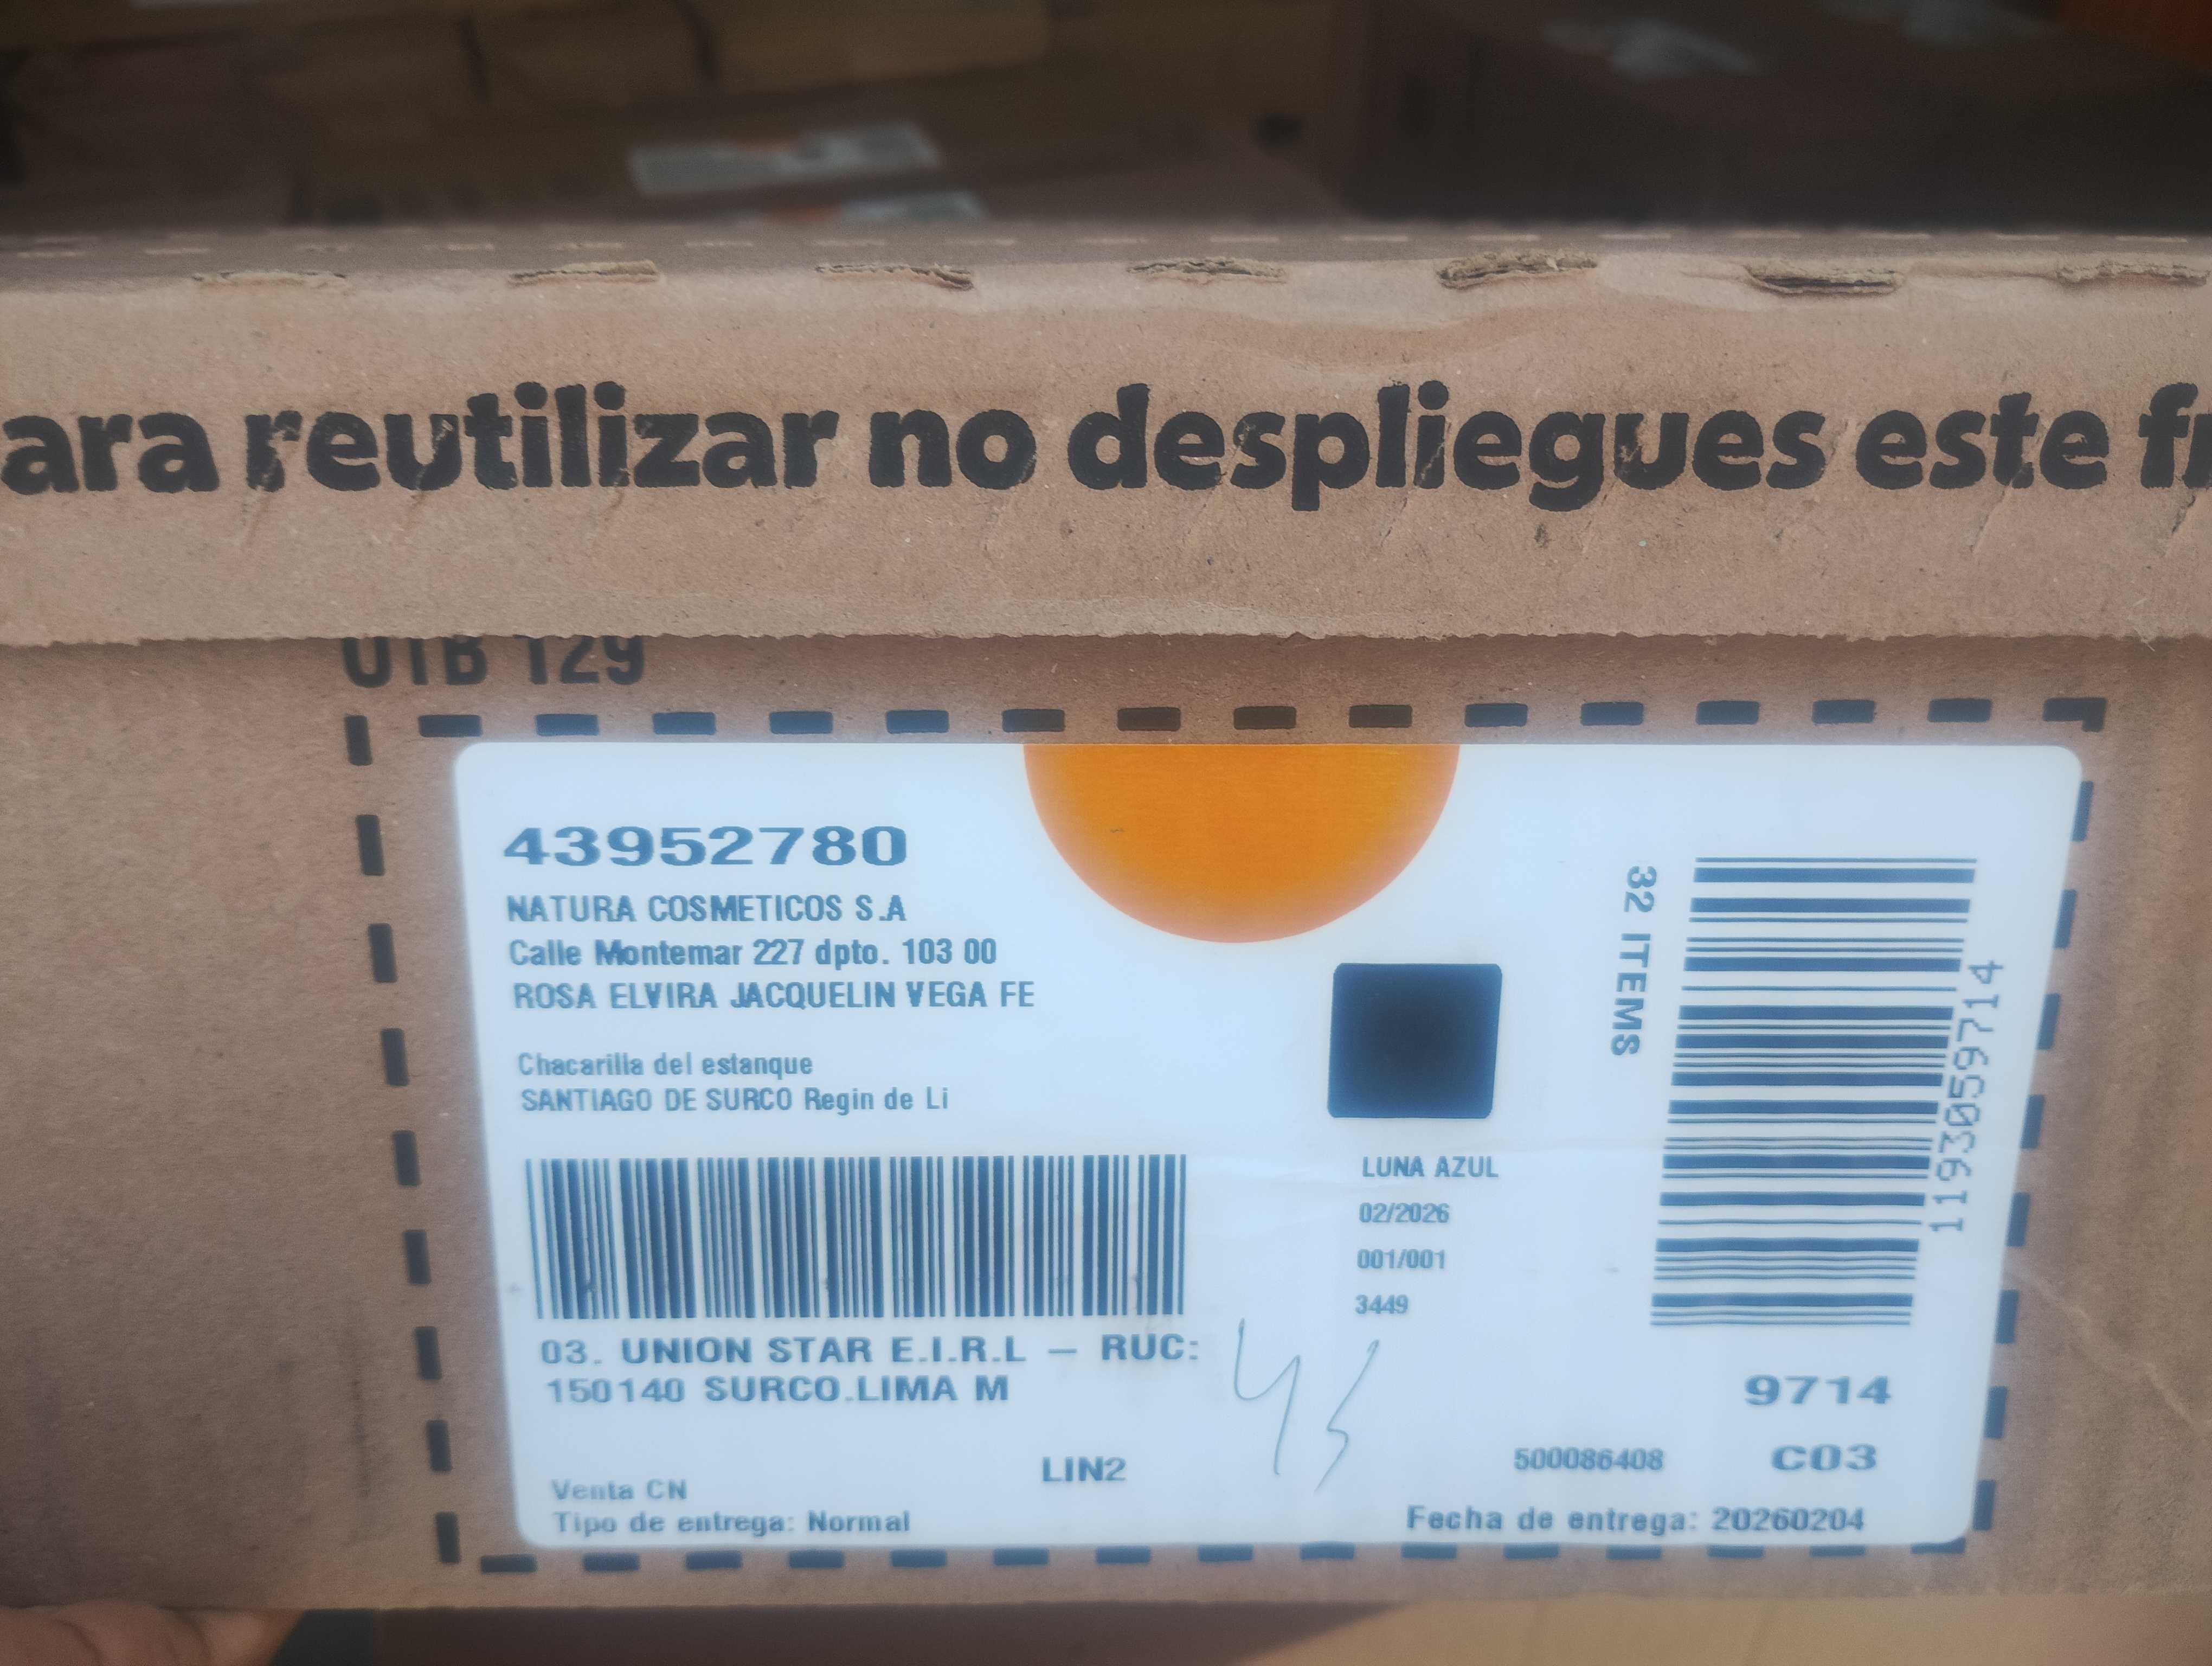 ara reutilizar no despliegues este
UTB 129
43952780
NATURA COSMETICOS S.A
Calle Montemar 227 dpto. 103 00
ROSA ELVIRA JACQUELIN VEGA FE
Chacarilla del estanque
SANTIAGO DE SURCO Regin de Li
32 ITEMS
1193059714
LUNA AZUL
02/2026
001/001
3449
03. UNION STAR E.I.R.L – RUC:
150140 SURCO.LIMA M
9714
LIN2
500086408 C03
Venta CN
Tipo de entrega: Normal
Fecha de entrega: 20260204